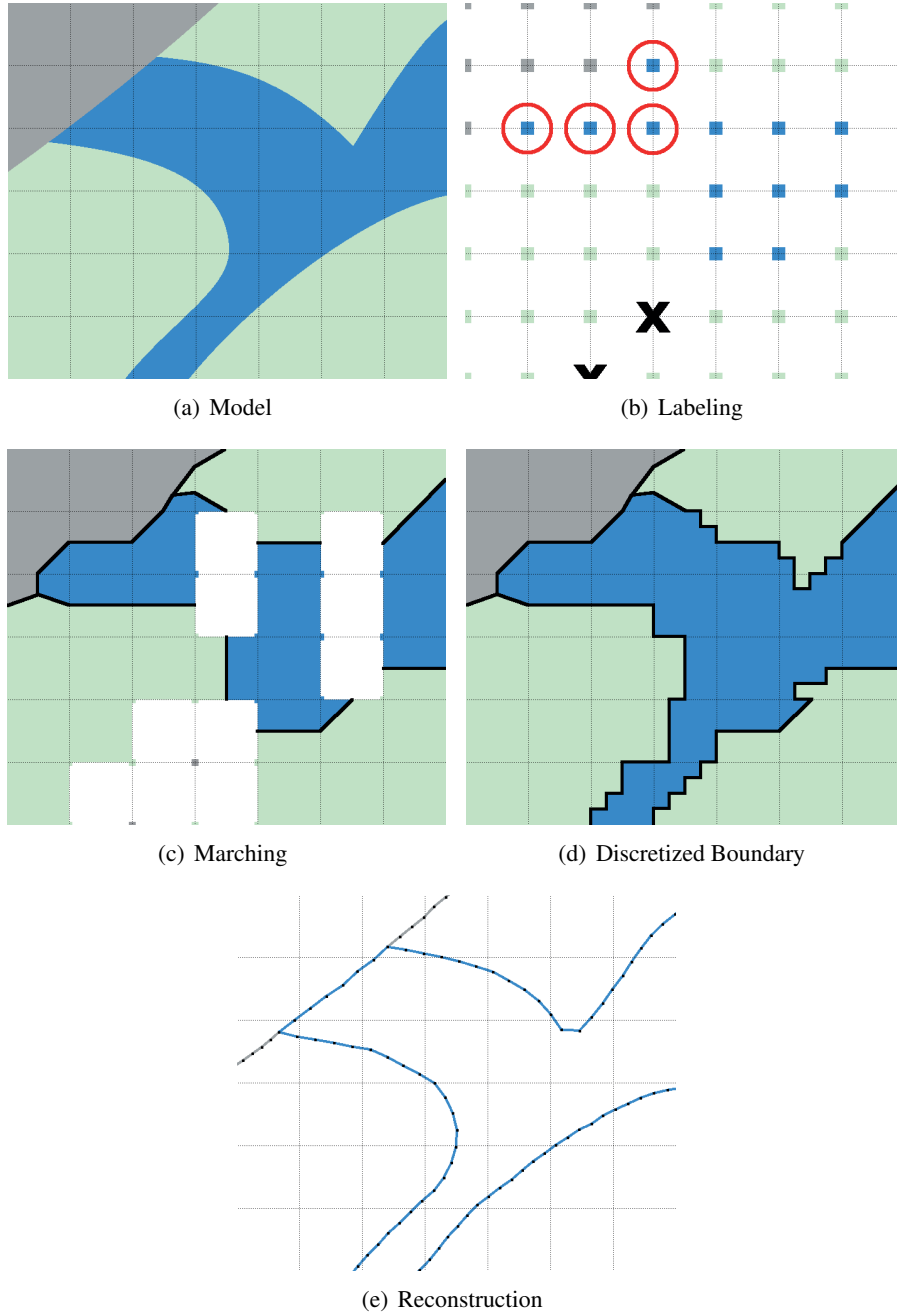 X
X
(a) Model
(b) Labeling
(c) Marching
(d) Discretized Boundary
(e) Reconstruction